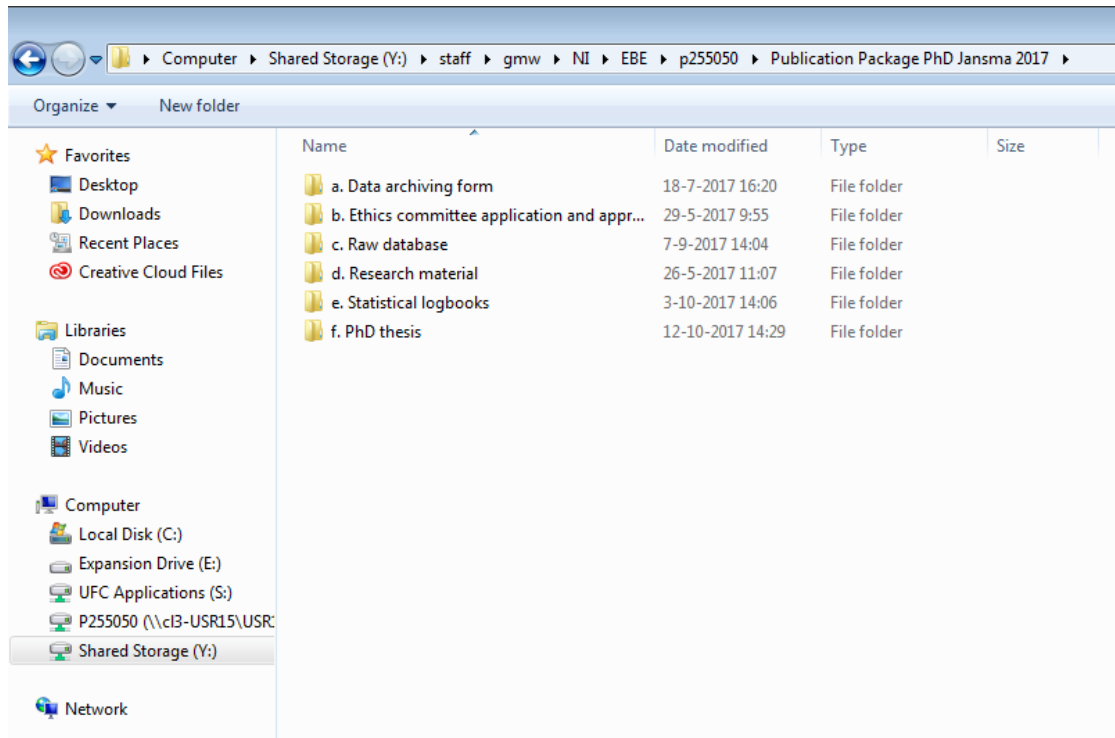 Computer Shared Storage (Y:) staff gmw NI EBE p255050 Publication Package PhD Jansma 2017
Organize New folder
Favorites
Desktop
Downloads
Recent Places
Creative Cloud Files
Libraries
Documents
Music
Pictures
Videos
Computer
Local Disk (C:)
Expansion Drive (E:)
UFC Applications (S:)
P255050 (\\cl3-USR15\USR
Shared Storage (Y:)
Network
Name Date modified Type Size
a. Data archiving form 18-7-2017 16:20 File folder
b. Ethics committee application and appr... 29-5-2017 9:55 File folder
c. Raw database 7-9-2017 14:04 File folder
d. Research material 26-5-2017 11:07 File folder
e. Statistical logbooks 3-10-2017 14:06 File folder
f. PhD thesis 12-10-2017 14:29 File folder